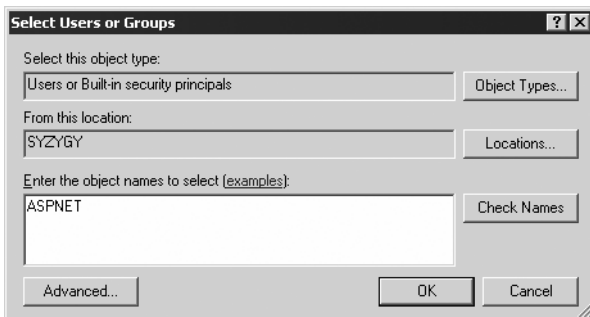 Select Users or Groups
Select this object type:
Users or Built-in security principals
Object Types...
From this location:
SYZYGY
Locations...
Enter the object names to select (examples):
ASPNET
Check Names
Advanced...
OK
Cancel